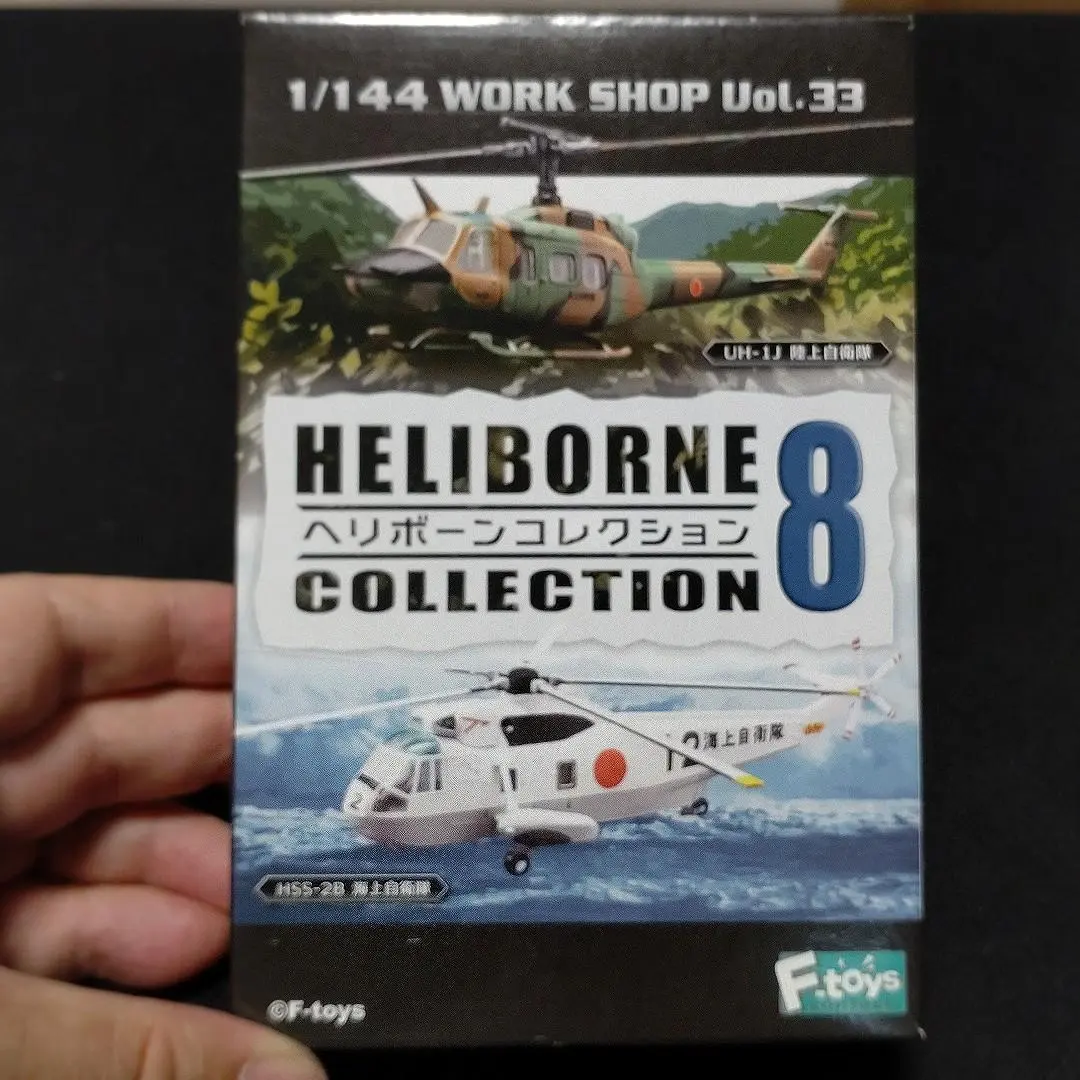 1/144 WORK SHOP Vol.33
UH-1J 陸上自衛隊
HELIBORNE
ヘリボーンコレクション
COLLECTION
8
12 海上自衛隊
2
HSS-2B 海上自衛隊
F-toys
©F-toys